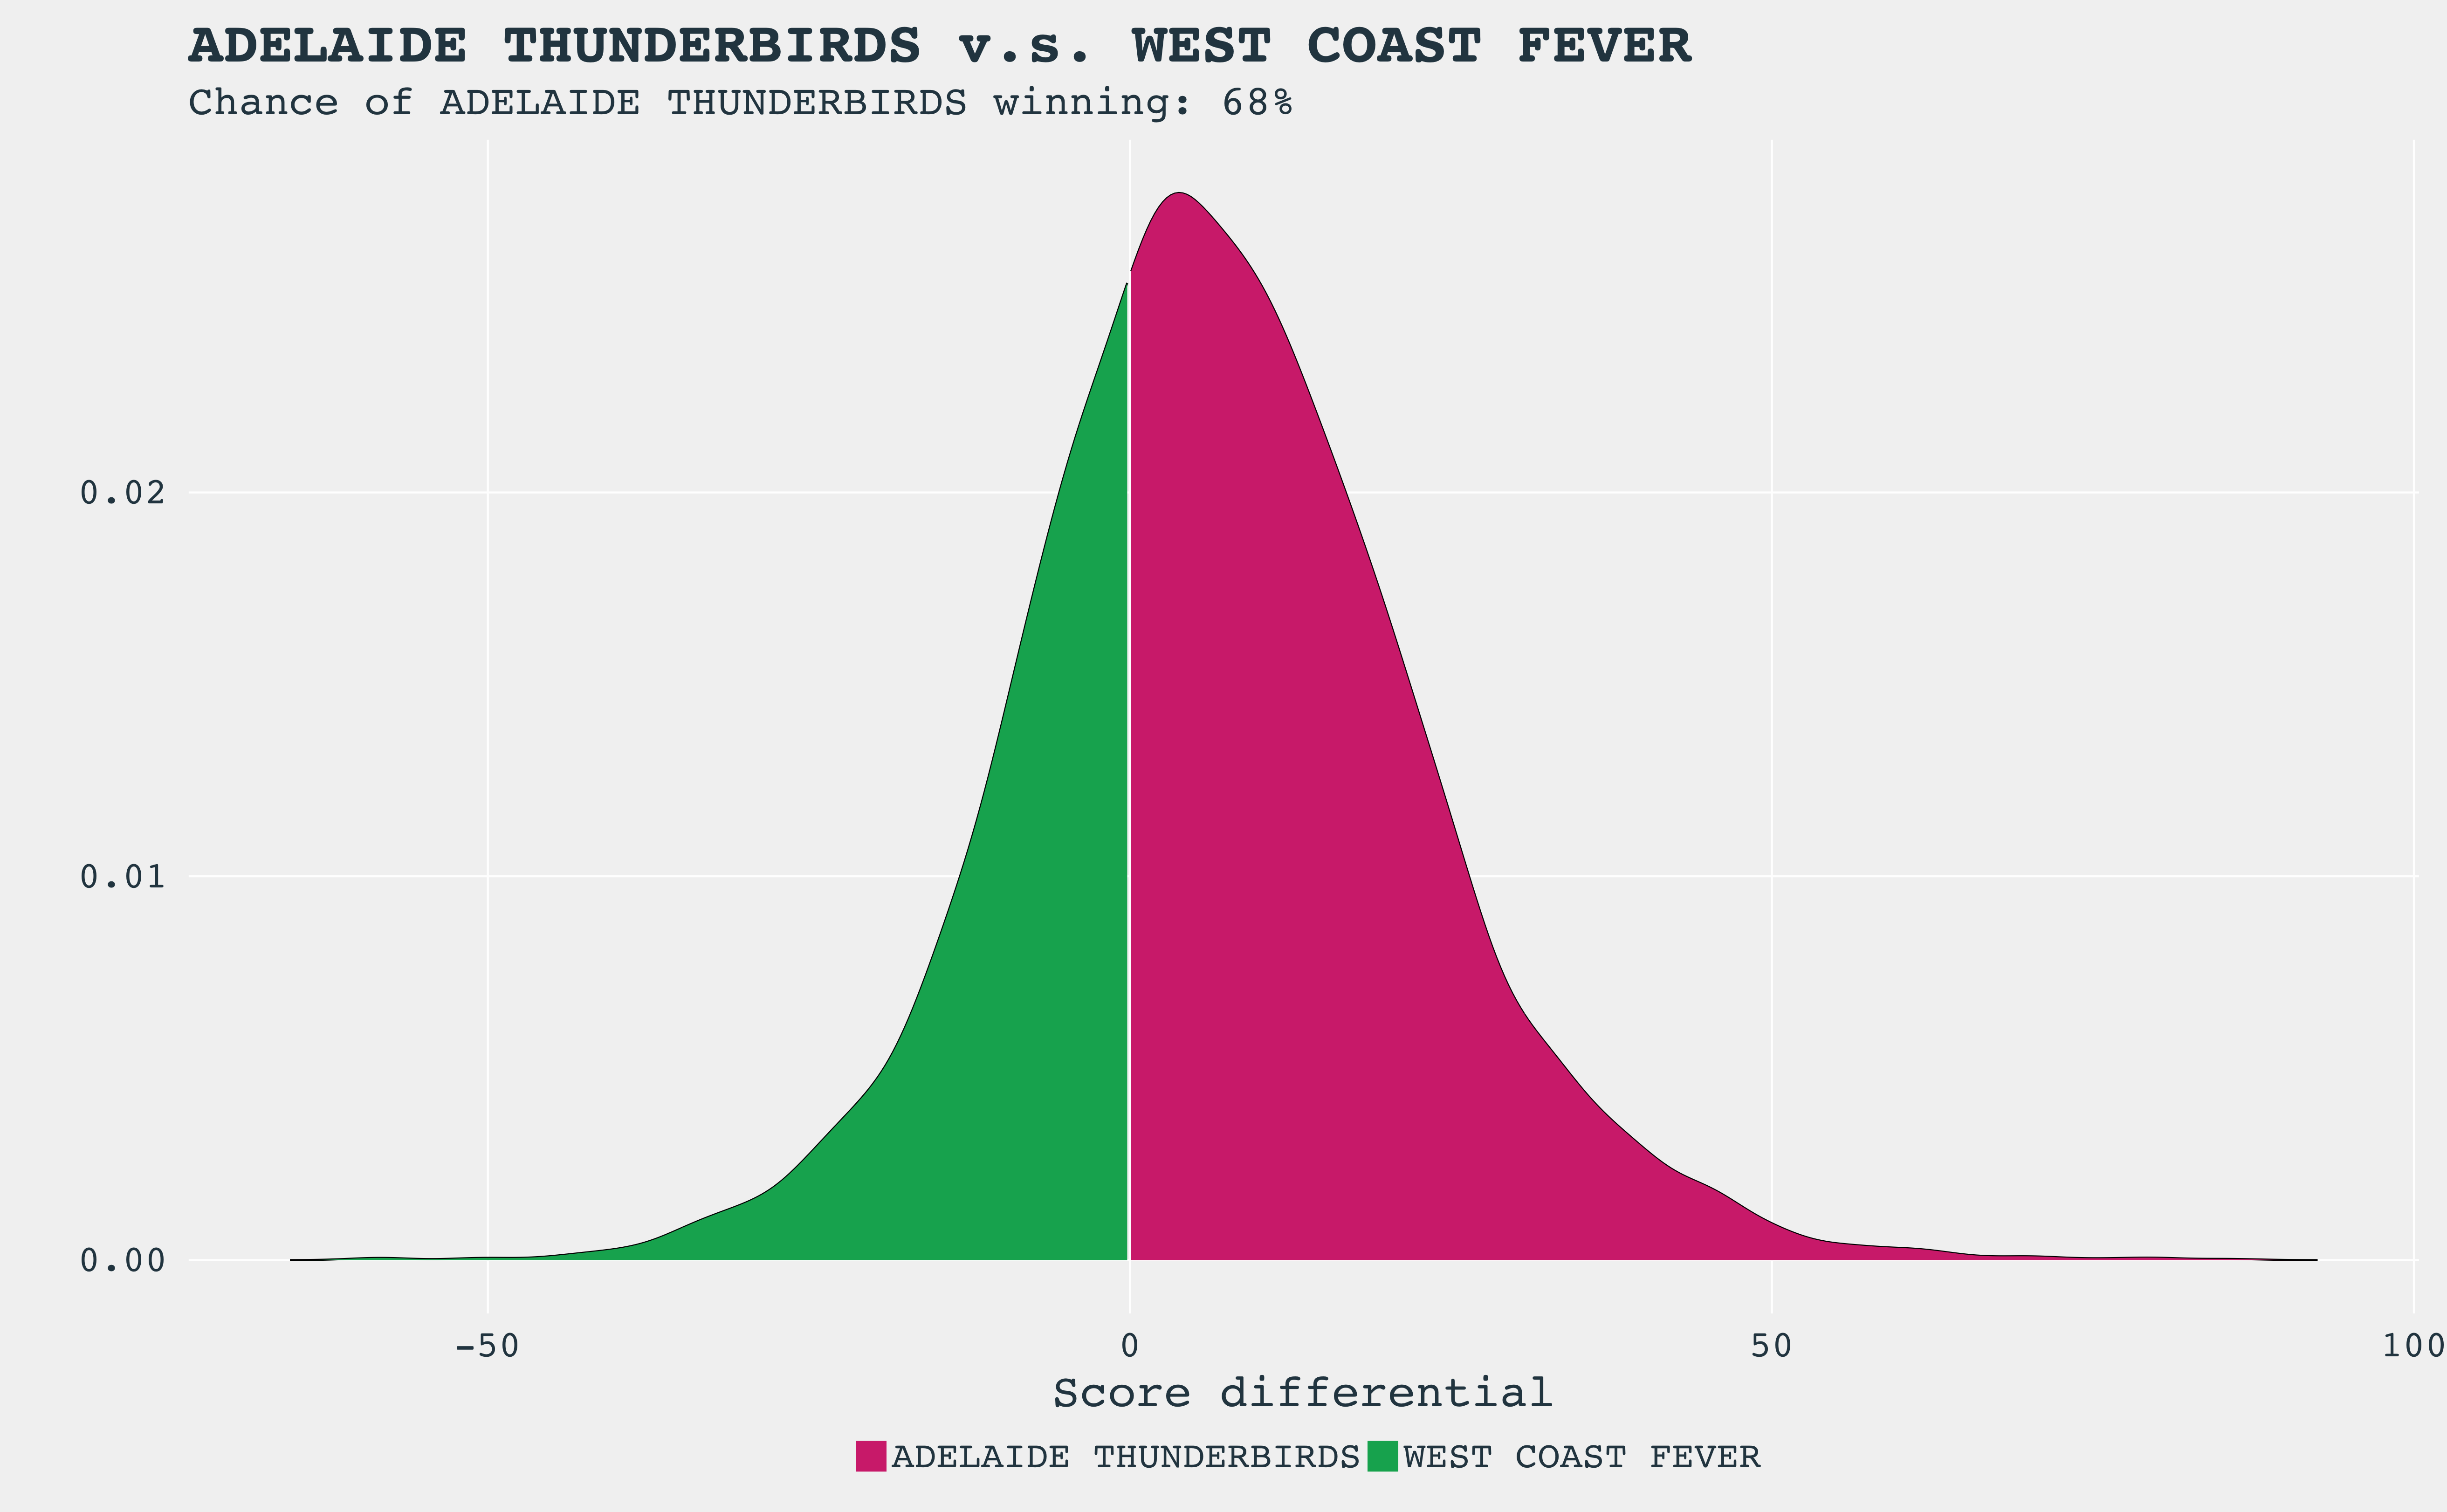 ADELAIDE THUNDERBIRDS v.s. WEST COAST FEVER
Chance of ADELAIDE THUNDERBIRDS winning: 68%
0.02
0.01
0.00
-50 0 50 100
Score differential
ADELAIDE THUNDERBIRDS WEST COAST FEVER